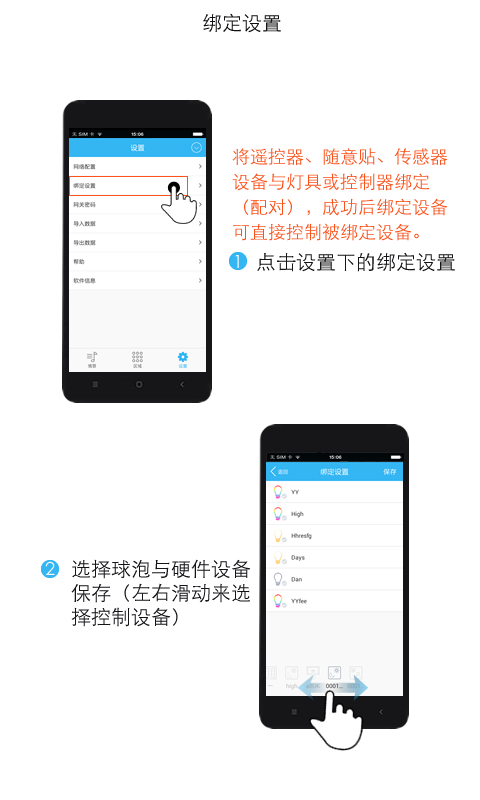 绑定设置
无 SIM 卡
15:06
设置
网络配置
绑定设置
网关密码
导入数据
导出数据
帮助
软件信息
情景
区域
设置
将遥控器、随意贴、传感器
设备与灯具或控制器绑定
（配对），成功后绑定设备
可直接控制被绑定设备。
1 点击设置下的绑定设置
2 选择球泡与硬件设备
保存（左右滑动来选
择控制设备）
无 SIM 卡
15:06
返回
绑定设置
保存
YY
High
Hhresfg
Days
Dan
YYfee
high
0001...